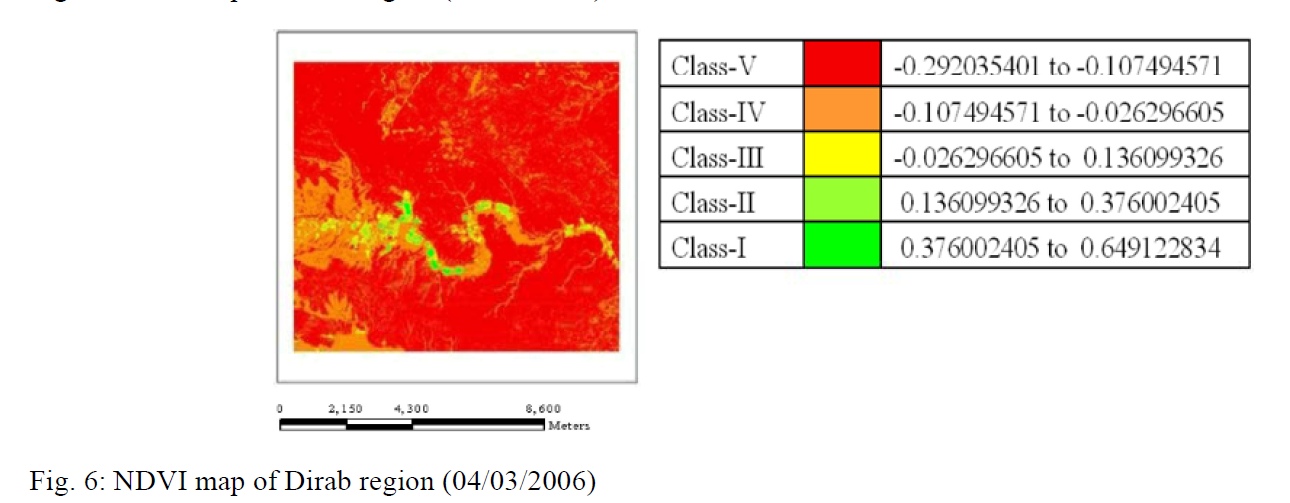 Class-V -0.292035401 to -0.107494571
Class-IV -0.107494571 to -0.026296605
Class-III -0.026296605 to 0.136099326
Class-II 0.136099326 to 0.376002405
Class-I 0.376002405 to 0.649122834
0 2,150 4,300 8,600
Meters
Fig. 6: NDVI map of Dirab region (04/03/2006)